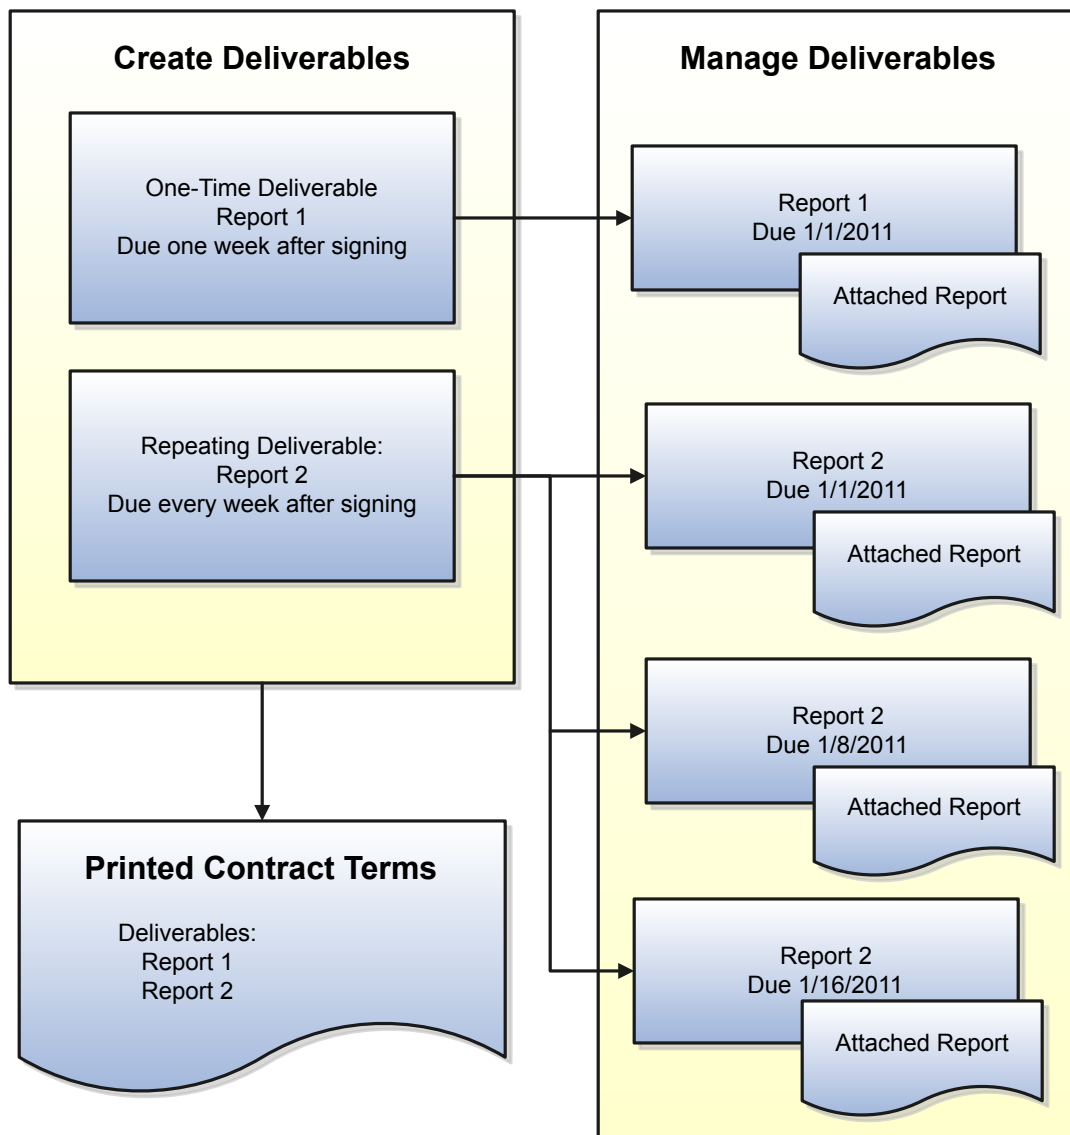 Create Deliverables
One-Time Deliverable
Report 1
Due one week after signing
Repeating Deliverable:
Report 2
Due every week after signing
Printed Contract Terms
Deliverables:
Report 1
Report 2
Manage Deliverables
Report 1
Due 1/1/2011
Attached Report
Report 2
Due 1/1/2011
Attached Report
Report 2
Due 1/8/2011
Attached Report
Report 2
Due 1/16/2011
Attached Report